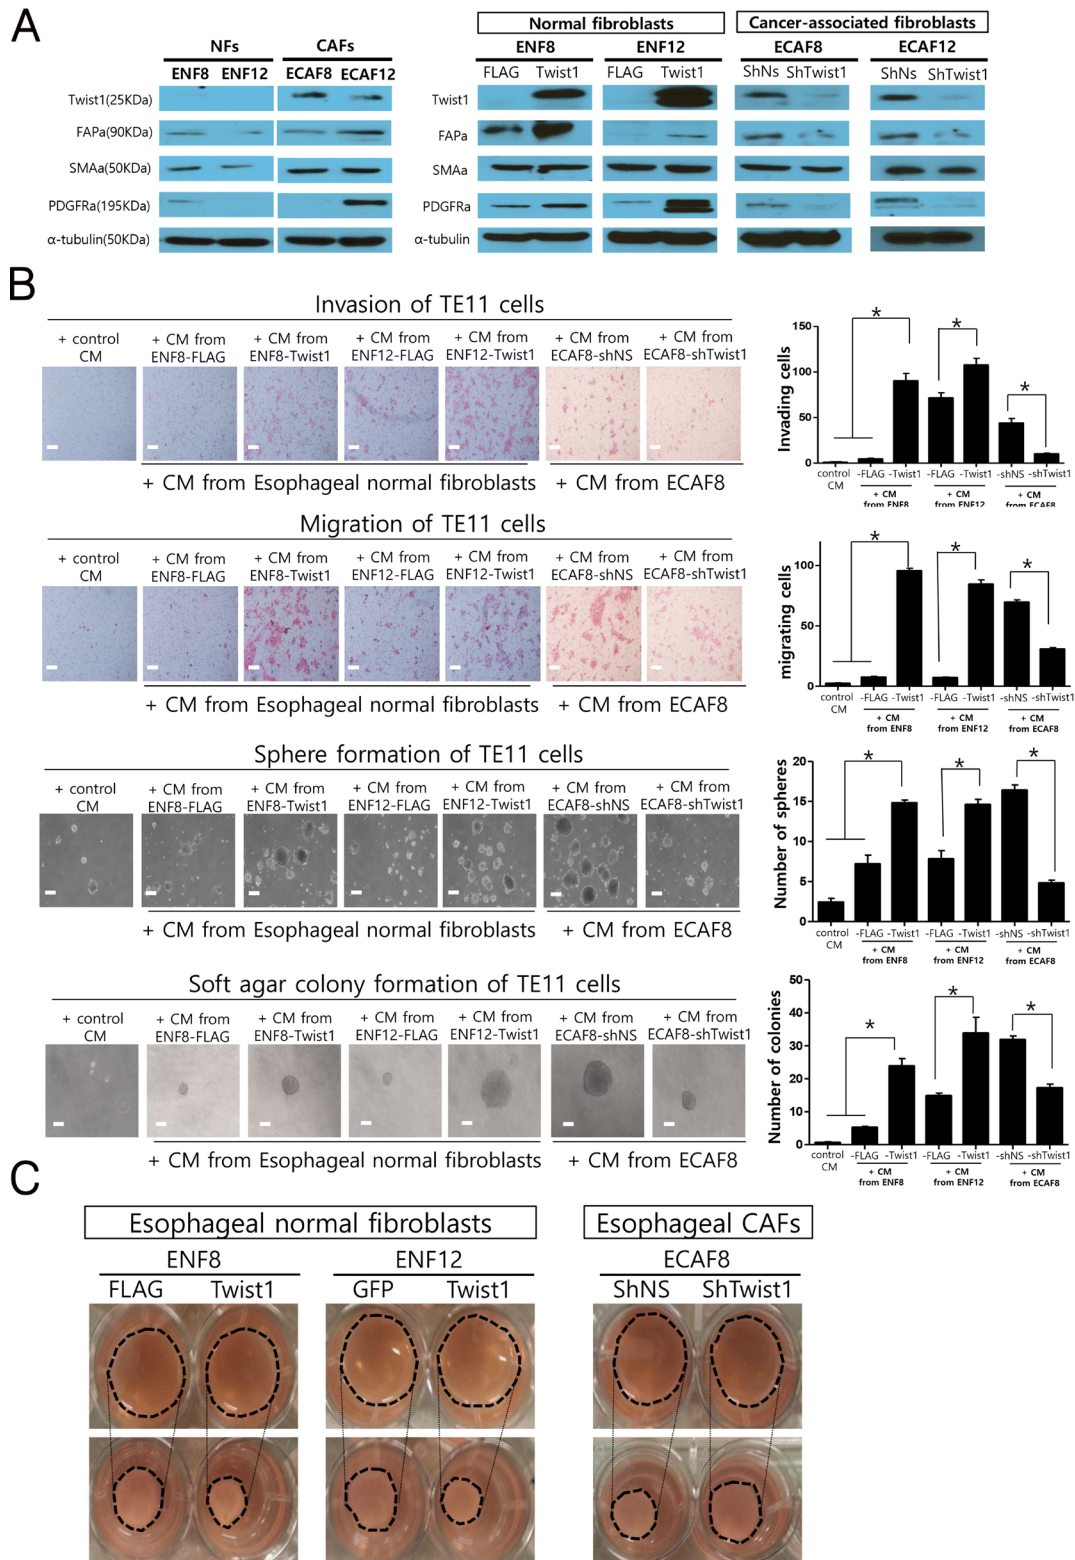 A
NFs
CAFs
ENF8 ENF12
ECAF8 ECAF12
Twist1(25KDa)
FAPa(90KDa)
SMAa(50KDa)
PDGFRa(195KDa)
α-tubulin(50KDa)
Normal fibroblasts
Cancer-associated fibroblasts
ENF8
ENF12
ECAF8
ECAF12
FLAG Twist1
FLAG Twist1
ShNs ShTwist1
ShNs ShTwist1
Twist1
FAPa
SMAa
PDGFRa
α-tubulin
B
Invasion of TE11 cells
+ control
CM
+ CM from
ENF8-FLAG
+ CM from
ENF8-Twist1
+ CM from
ENF12-FLAG
+ CM from
ENF12-Twist1
+ CM from
ECAF8-shNS
+ CM from
ECAF8-shTwist1
+ CM from Esophageal normal fibroblasts
+ CM from ECAF8
Invading cells
150
100
50
0
*
*
*
control
CM
-FLAG -Twist1
-FLAG -Twist1
-shNS -shTwist1
+ CM
from ENF8
+ CM
from ENF12
+ CM
from ECAF8
Migration of TE11 cells
+ control
CM
+ CM from
ENF8-FLAG
+ CM from
ENF8-Twist1
+ CM from
ENF12-FLAG
+ CM from
ENF12-Twist1
+ CM from
ECAF8-shNS
+ CM from
ECAF8-shTwist1
+ CM from Esophageal normal fibroblasts
+ CM from ECAF8
migrating cells
100
50
0
*
*
*
control
CM
-FLAG -Twist1
-FLAG -Twist1
-shNS -shTwist1
+ CM
from ENF8
+ CM
from ENF12
+ CM
from ECAF8
Sphere formation of TE11 cells
+ control
CM
+ CM from
ENF8-FLAG
+ CM from
ENF8-Twist1
+ CM from
ENF12-FLAG
+ CM from
ENF12-Twist1
+ CM from
ECAF8-shNS
+ CM from
ECAF8-shTwist1
+ CM from Esophageal normal fibroblasts
+ CM from ECAF8
Number of spheres
20
15
10
5
0
*
*
*
control
CM
-FLAG -Twist1
-FLAG -Twist1
-shNS -shTwist1
+ CM
from ENF8
+ CM
from ENF12
+ CM
from ECAF8
Soft agar colony formation of TE11 cells
+ control
CM
+ CM from
ENF8-FLAG
+ CM from
ENF8-Twist1
+ CM from
ENF12-FLAG
+ CM from
ENF12-Twist1
+ CM from
ECAF8-shNS
+ CM from
ECAF8-shTwist1
+ CM from Esophageal normal fibroblasts
+ CM from ECAF8
Number of colonies
50
40
30
20
10
0
*
*
*
control
CM
-FLAG -Twist1
-FLAG -Twist1
-shNS -shTwist1
+ CM
from ENF8
+ CM
from ENF12
+ CM
from ECAF8
C
Esophageal normal fibroblasts
Esophageal CAFs
ENF8
ENF12
ECAF8
FLAG Twist1
GFP Twist1
ShNS ShTwist1